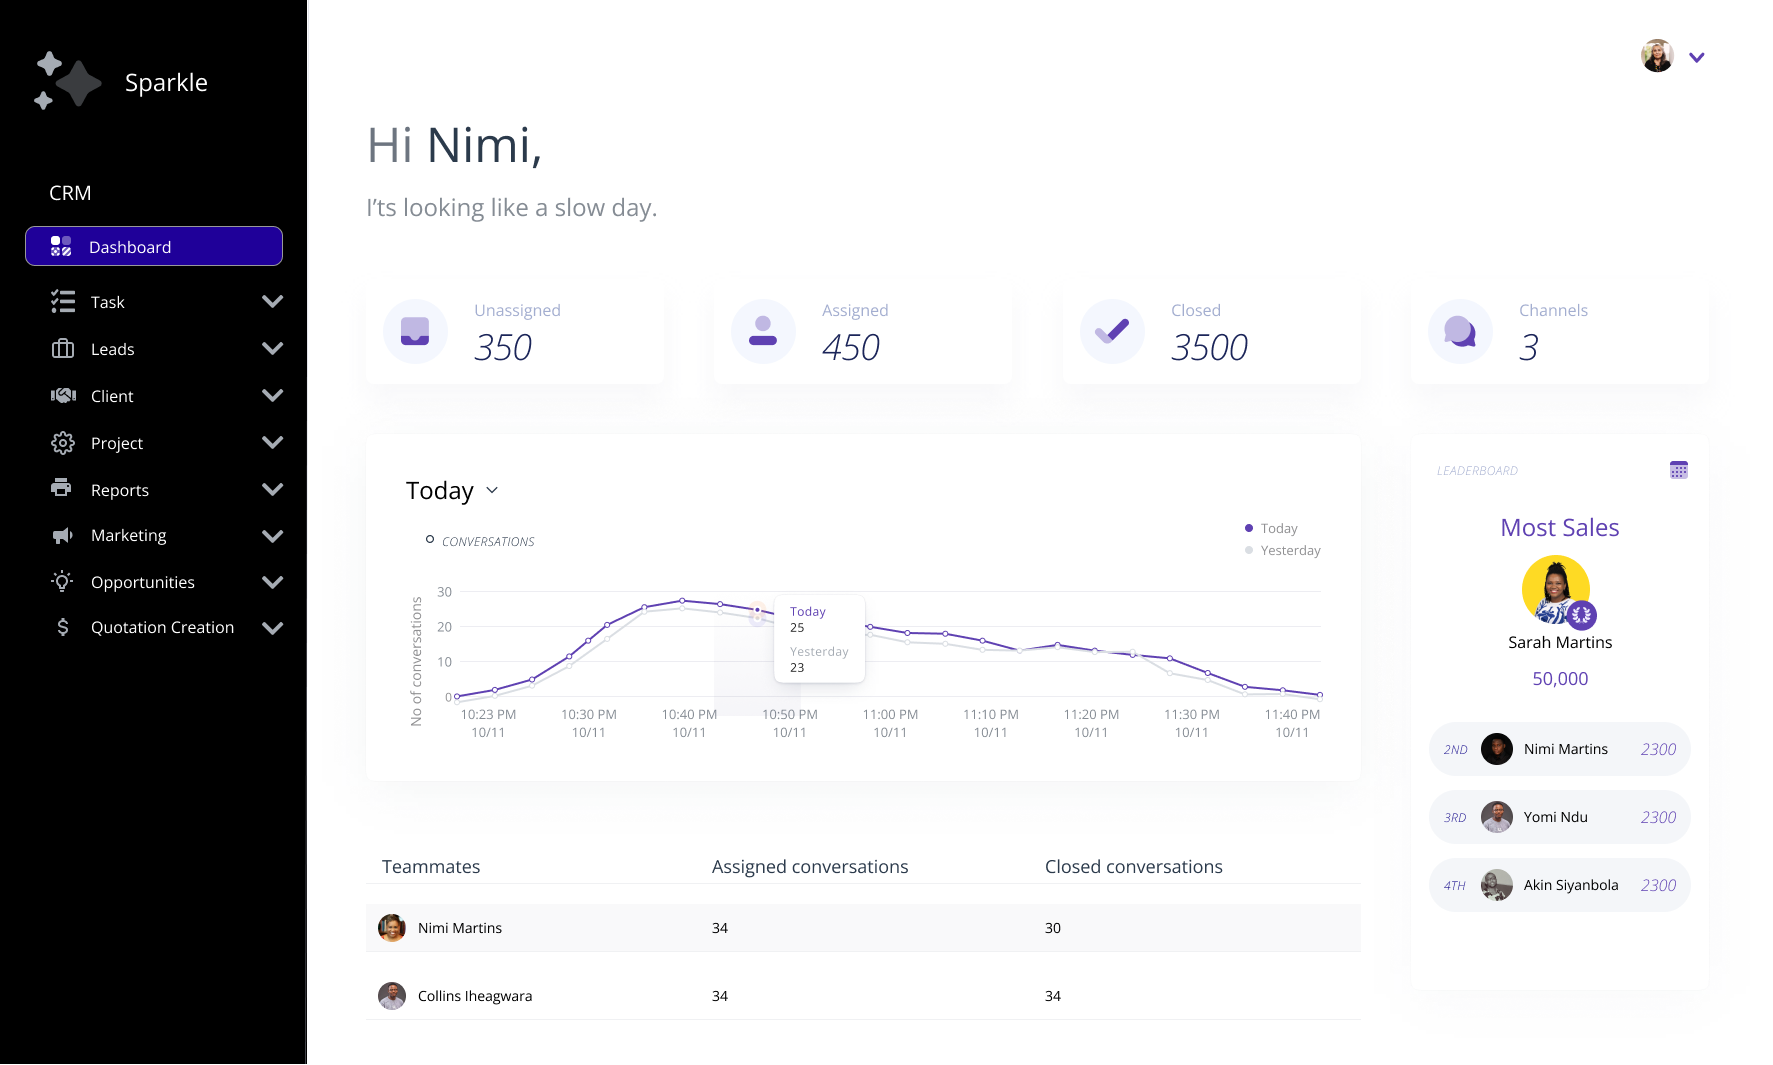 Sparkle
CRM
Dashboard
Task
Leads
Client
Project
Reports
Marketing
Opportunities
Quotation Creation
Hi Nimi,
I’ts looking like a slow day.
Unassigned
350
Assigned
450
Closed
3500
Channels
3
Today
CONVERSATIONS
Today
Yesterday
No of conversations
30
20
10
0
Today
25
Yesterday
23
10:23 PM 10:30 PM 10:40 PM 10:50 PM 11:00 PM 11:10 PM 11:20 PM 11:30 PM 11:40 PM
10/11 10/11 10/11 10/11 10/11 10/11 10/11 10/11 10/11
LEADERBOARD
Most Sales
Sarah Martins
50,000
2ND Nimi Martins 2300
3RD Yomi Ndu 2300
4TH Akin Siyanbola 2300
Teammates Assigned conversations Closed conversations
Nimi Martins 34 30
Collins Iheagwara 34 34